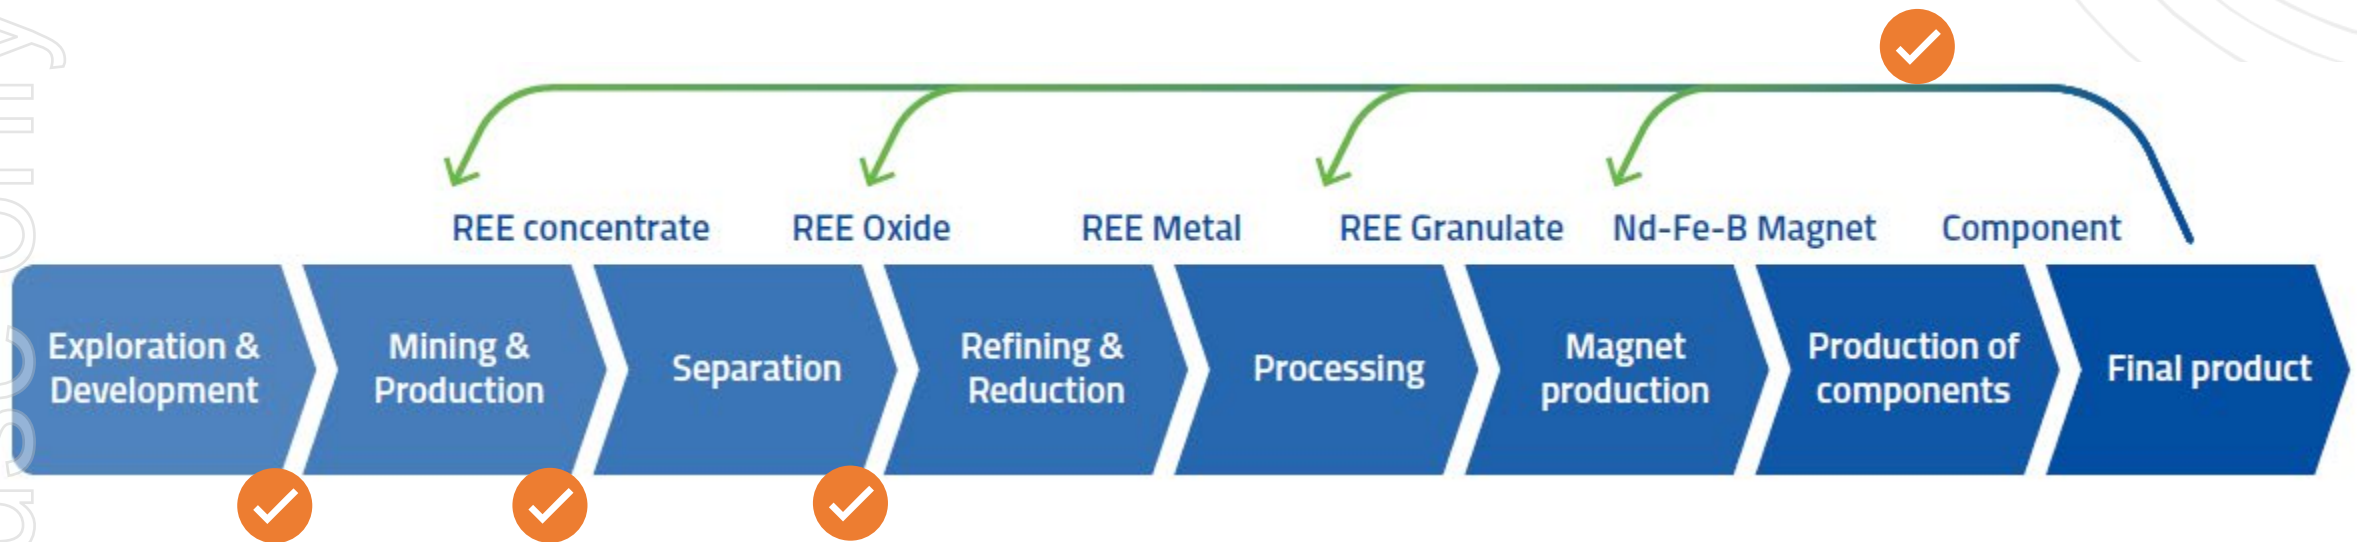 REE concentrate
REE Oxide
REE Metal
REE Granulate
Nd-Fe-B Magnet
Component
Exploration &
Development
Mining &
Production
Separation
Refining &
Reduction
Processing
Magnet
production
Production of
components
Final product